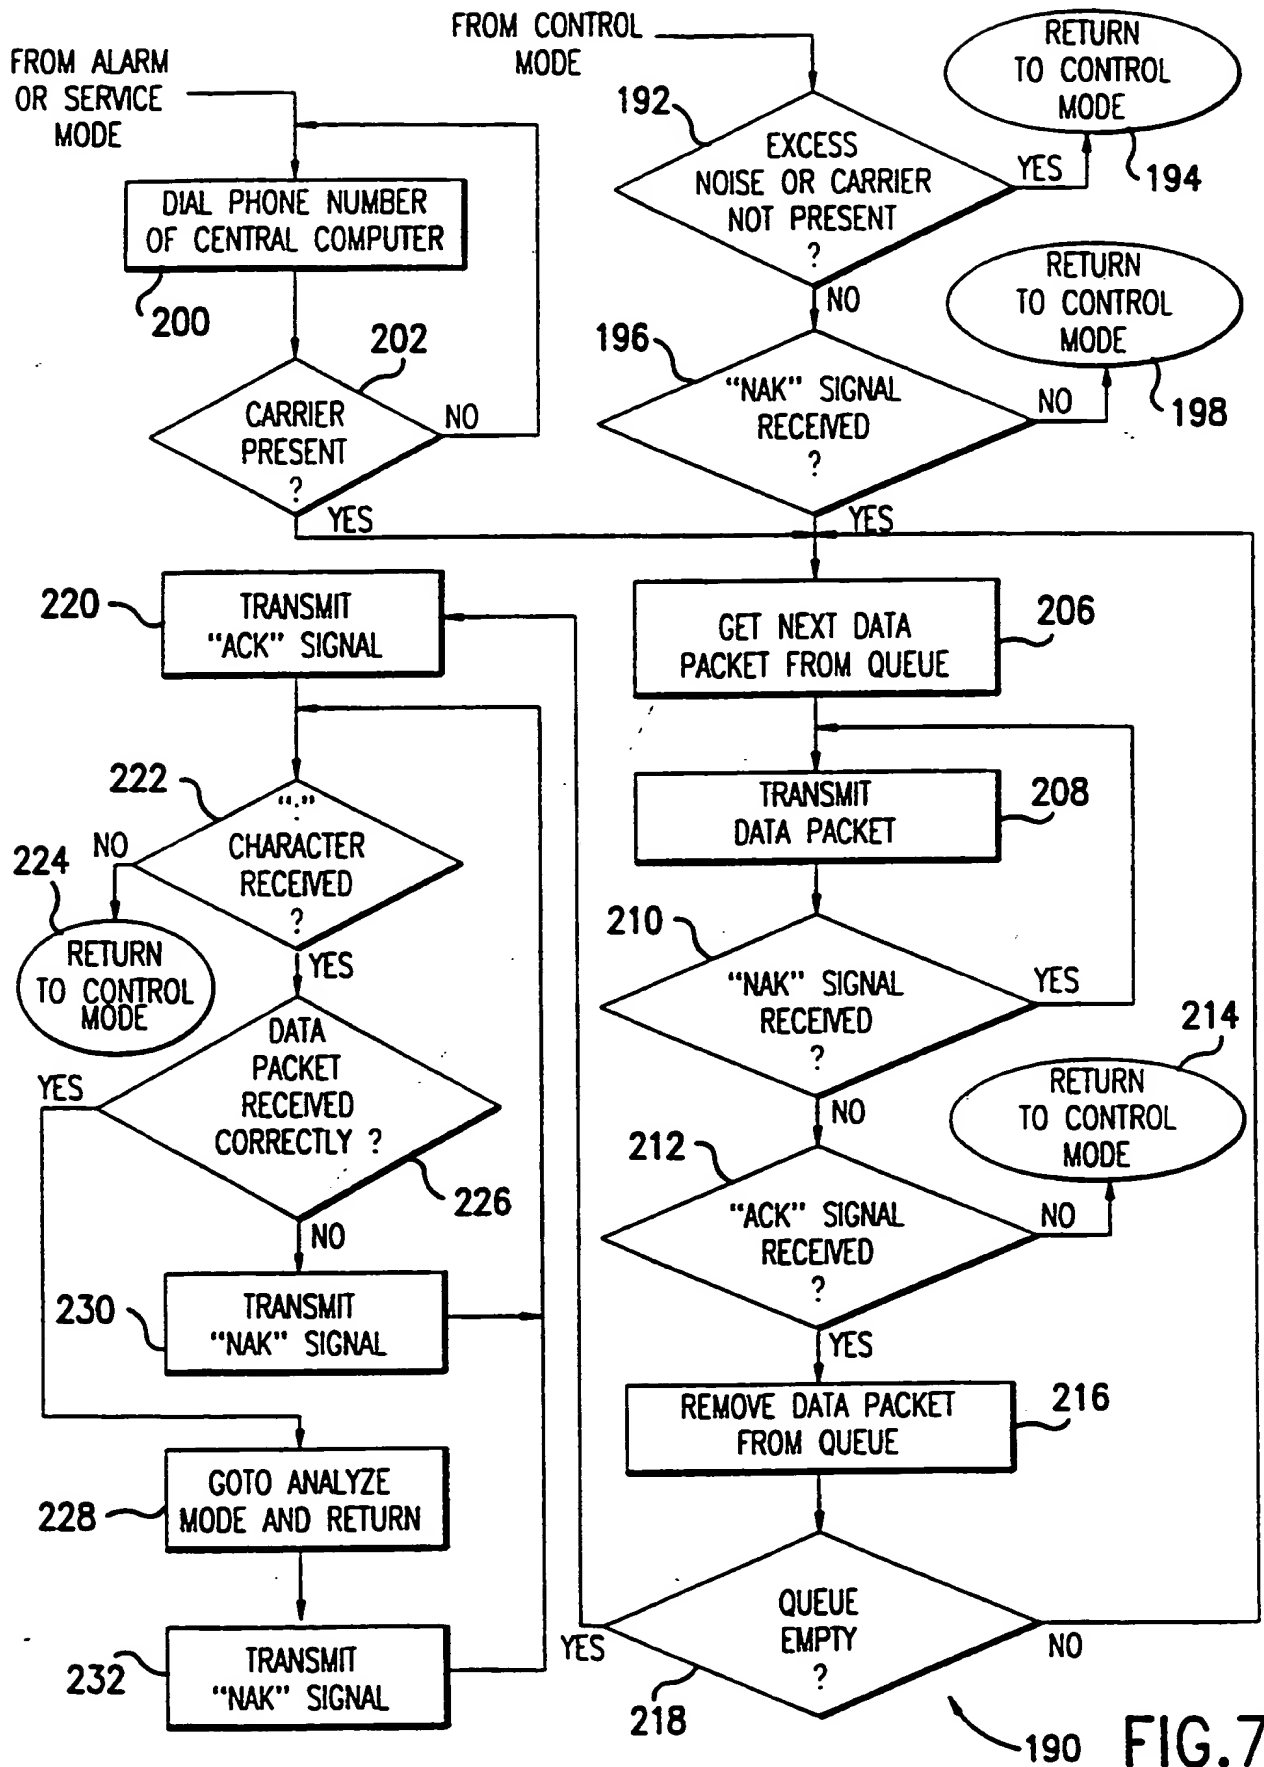 FROM ALARM
OR SERVICE
MODE
FROM CONTROL
MODE
DIAL PHONE NUMBER
OF CENTRAL COMPUTER
200
202
CARRIER
PRESENT
?
NO
YES
192
EXCESS
NOISE OR CARRIER
NOT PRESENT
?
YES
NO
RETURN
TO CONTROL
MODE
194
196
"NAK" SIGNAL
RECEIVED
?
NO
YES
RETURN
TO CONTROL
MODE
198
GET NEXT DATA
PACKET FROM QUEUE
206
TRANSMIT
DATA PACKET
208
210
"NAK" SIGNAL
RECEIVED
?
YES
NO
212
"ACK" SIGNAL
RECEIVED
?
NO
YES
214
RETURN
TO CONTROL
MODE
REMOVE DATA PACKET
FROM QUEUE
216
QUEUE
EMPTY
?
YES
NO
218
220
TRANSMIT
"ACK" SIGNAL
222
":"
CHARACTER
RECEIVED
?
NO
YES
224
RETURN
TO CONTROL
MODE
DATA
PACKET
RECEIVED
CORRECTLY ?
YES
NO
226
230
TRANSMIT
"NAK" SIGNAL
228
GOTO ANALYZE
MODE AND RETURN
232
TRANSMIT
"NAK" SIGNAL
190
FIG.7